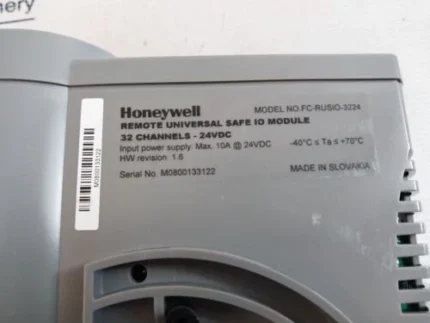 nery
Honeywell
MODEL NO.FC-RUSIO-3224
REMOTE UNIVERSAL SAFE IO MODULE
32 CHANNELS - 24VDC
Input power supply: Max. 10A @ 24VDC
-40°C ≤ Ta ≤ +70°C
HW revision 1.6
MADE IN SLOVAKIA
Serial No. M0800133122
M0800133122